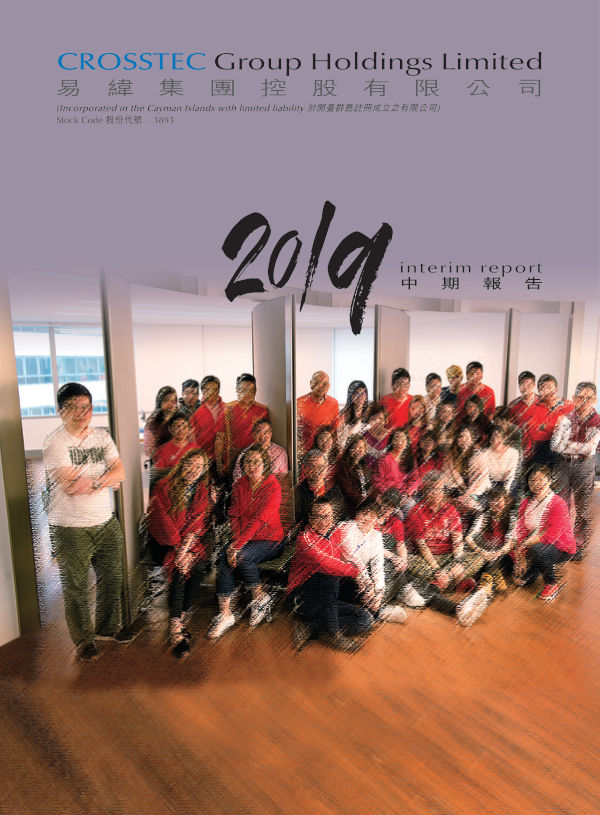 CROSSTEC Group Holdings Limited
易緯集團控股有限公司
(Incorporated in the Cayman Islands with limited liability 於開曼群島註冊成立之有限公司)
Stock Code 股份代號： 3893
2019
interim report
中期報告